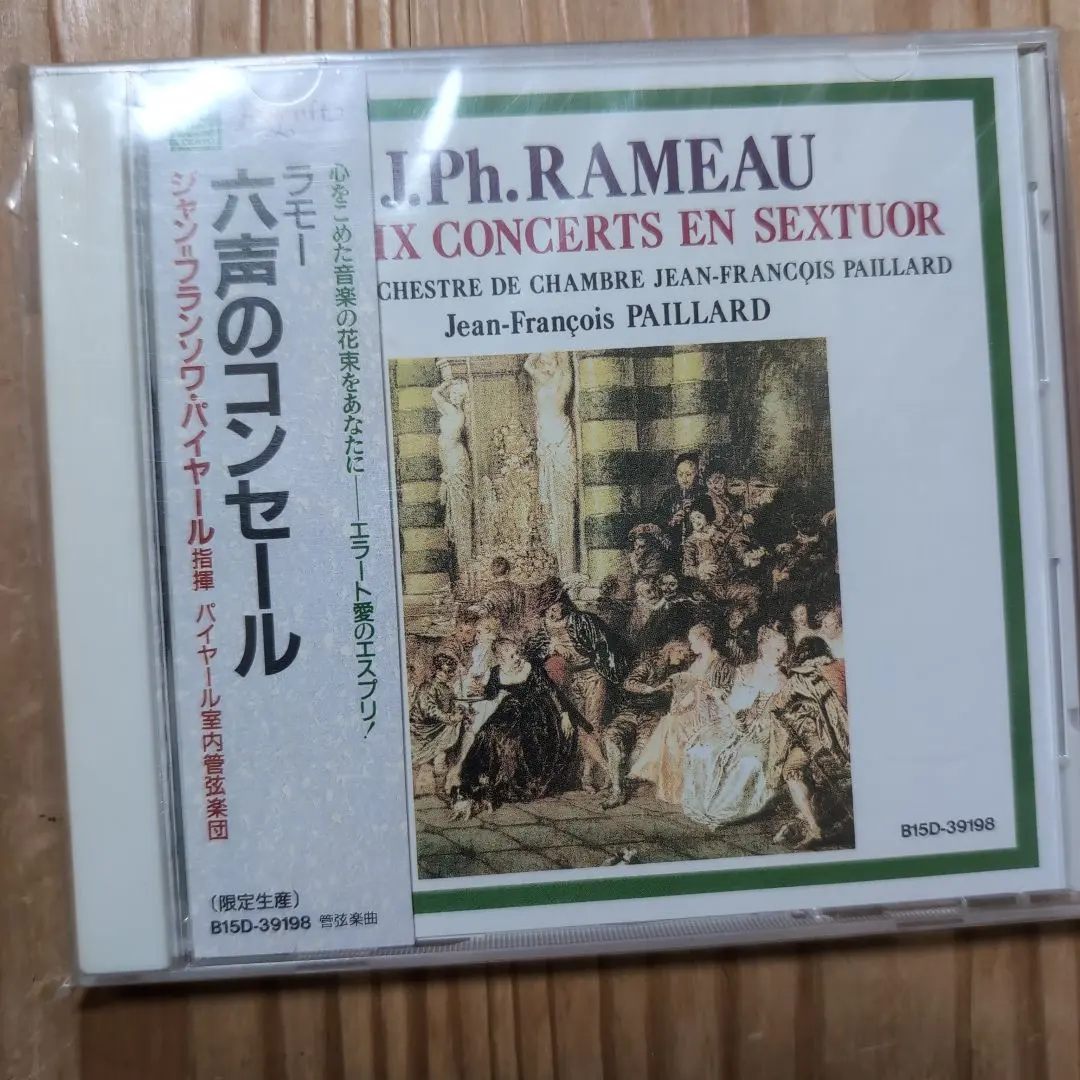 心をこめた音楽の花束をあなたに──エラート愛のエスプリ!
ラモー
六声のコンセール
ジャン=フランソワ・パイヤール指揮 パイヤール室内管弦楽団
(限定生産)
B15D-39198 管弦楽曲
J.Ph.RAMEAU
IX CONCERTS EN SEXTUOR
CHESTRE DE CHAMBRE JEAN-FRANÇOIS PAILLARD
Jean-François PAILLARD
B15D-39198